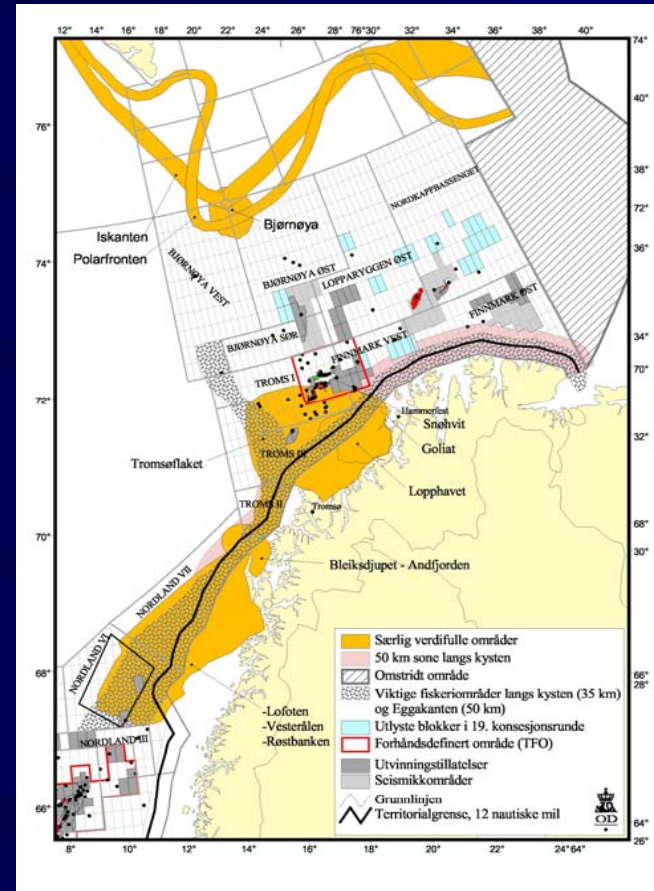 12° 14° 16° 18° 20° 22° 24° 26° 28° 76°30° 32° 34° 36° 40°
74°
76°
40°
38°
72°
NORDKAPPBASSENGET
Bjørnøya
Iskanten
Polarfronten
36°
74°
BJØRNØYA VEST
BJØRNØYA ØST
LOPPARYGGEN ØST
FINNMARK ØST
34°
BJØRNØYA SØR
FINNMARK VEST
70°
TROMS I
72°
Hammerfest
Snøhvit
Goliat
32°
Tromsøflaket
TROMS III
Lopphavet
TROMS II
Tromsø
70°
68°
30°
Bleiksdjupet - Andfjorden
NORDLAND VII
NORDLAND VI
68°
66°
28°
-Lofoten
-Vesterålen
-Røstbanken
NORDLAND III
66°
Særlig verdifulle områder
50 km sone langs kysten
Omstridt område
Viktige fiskeriområder langs kysten (35 km)
og Eggakanten (50 km)
Utlyste blokker i 19. konsesjonsrunde
Forhåndsdefinert område (TFO)
Utvinningstillatelser
Seismikkområder
Grunnlinjen
Territorialgrense, 12 nautiske mil
OD
64°
26°
8° 10° 12° 14° 16° 18° 20° 22° 24°64°